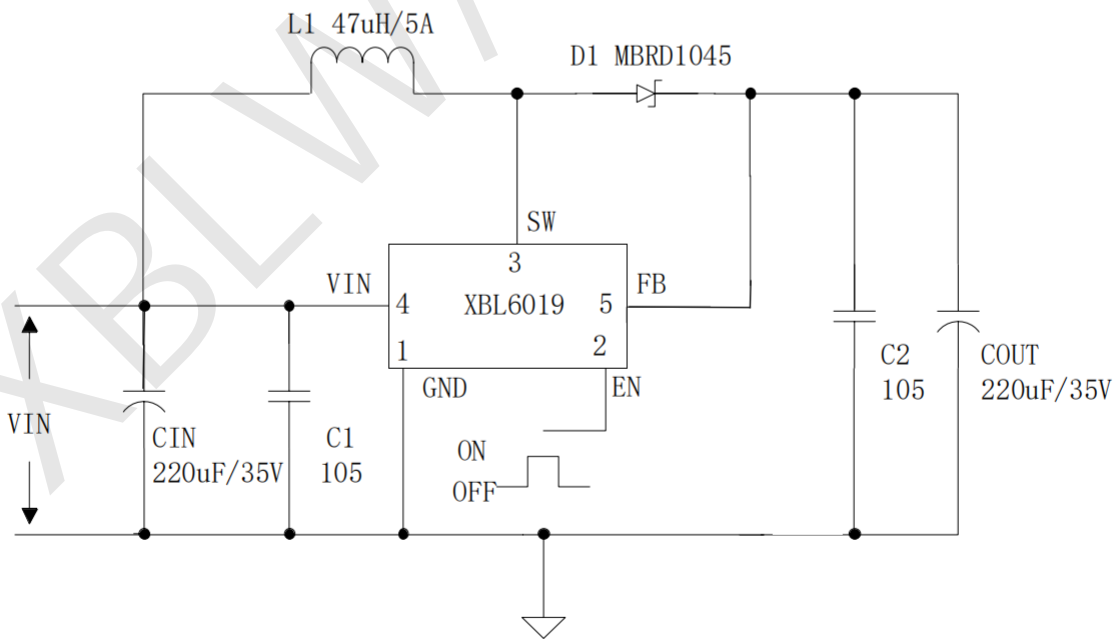 L1 47uH/5A
D1 MBRD1045
SW
3
VIN
4
XBL6019
5
FB
1
2
GND
EN
C2
105
COUT
220uF/35V
VIN
CIN
220uF/35V
C1
105
ON
OFF
XBLW